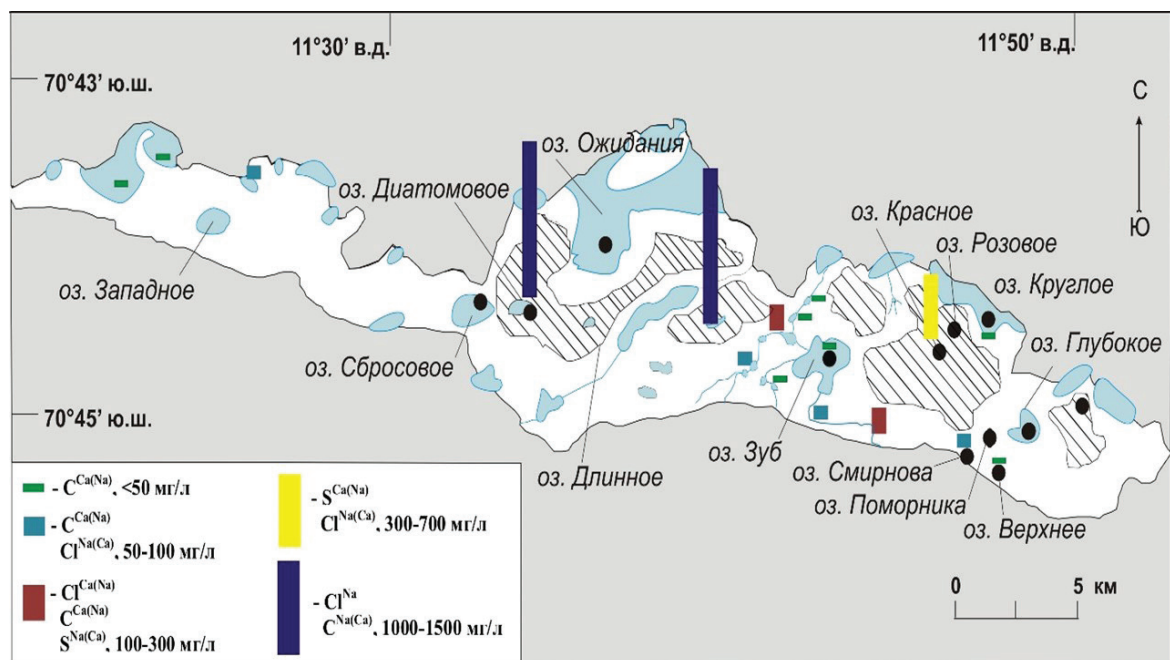 11°30’ в.д.
11°50’ в.д.
70°43’ ю.ш.
С
Ю
оз. Ожидания
оз. Диатомовое
оз. Красное
оз. Розовое
оз. Круглое
оз. Западное
оз. Глубокое
оз. Сбросовое
70°45’ ю.ш.
оз. Зуб
оз. Длинное
оз. Смирнова
оз. Поморника
оз. Верхнее
- C^Ca(Na), <50 мг/л
- C^Ca(Na)
Cl^Na(Ca), 50-100 мг/л
- Cl^Ca(Na)
C^Ca(Na)
S^Na(Ca), 100-300 мг/л
- S^Ca(Na)
Cl^Na(Ca), 300-700 мг/л
- Cl^Na
C^Na(Ca), 1000-1500 мг/л
0 5 км